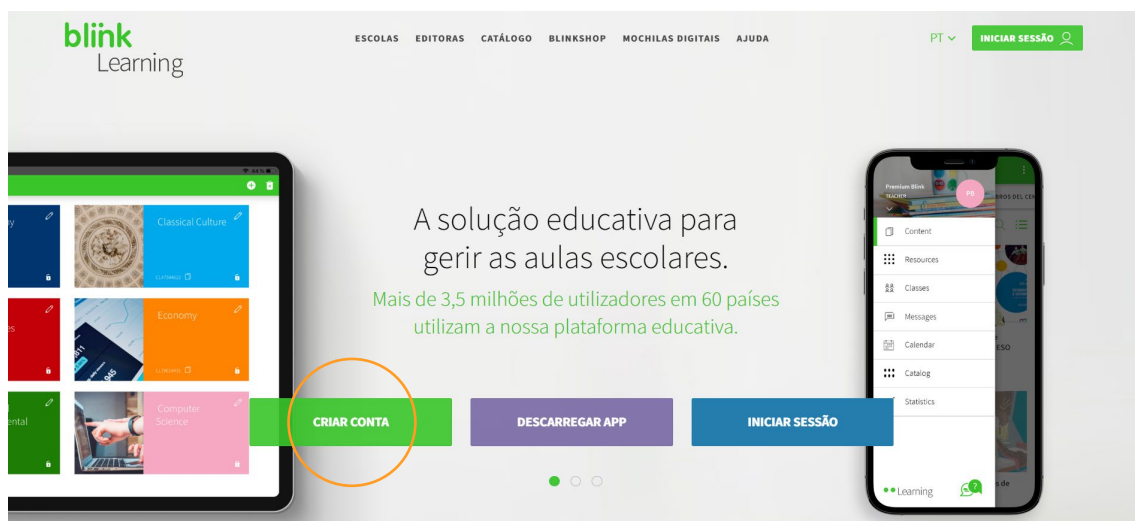 blink
Learning
ESCOLAS EDITORAS CATÁLOGO BLINKSHOP MOCHILAS DIGITAIS AJUDA
PT
INICIAR SESSÃO
A solução educativa para
gerir as aulas escolares.
Mais de 3,5 milhões de utilizadores em 60 países
utilizam a nossa plataforma educativa.
CRIAR CONTA
DESCARREGAR APP
INICIAR SESSÃO
44%
Classical Culture
Economy
Computer
Science
Premium Blink
TEACHER
PB
Content
Resources
Classes
Messages
Calendar
Catalog
Statistics
Learning
?
ESO